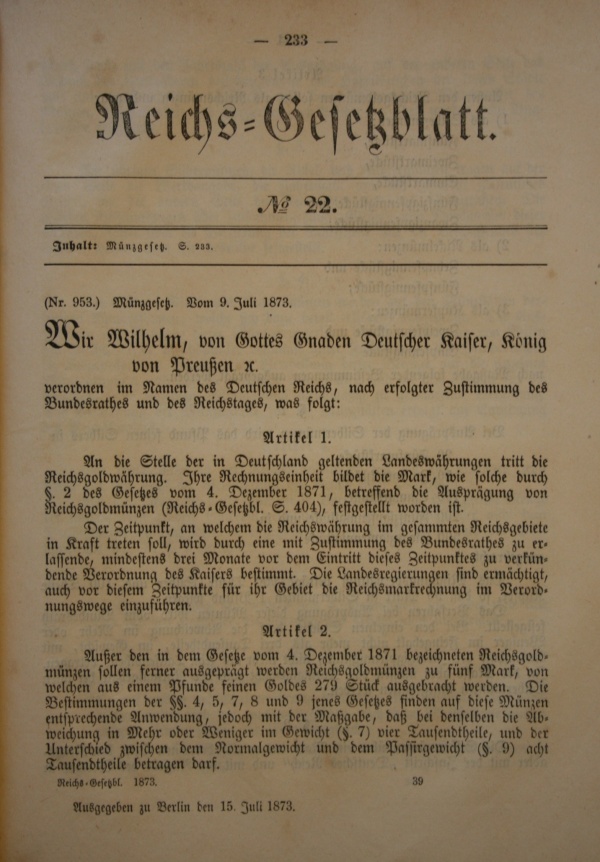 — 233 —
Reichs-Gesetzblatt.
№ 22.
Inhalt: Münzgesetz. S. 233.
(Nr. 953.) Münzgesetz. Vom 9. Juli 1873.
Wir Wilhelm, von Gottes Gnaden Deutscher Kaiser, König
von Preußen ꝛc.
verordnen im Namen des Deutschen Reichs, nach erfolgter Zustimmung des
Bundesrathes und des Reichstages, was folgt:
Artikel 1.
An die Stelle der in Deutschland geltenden Landeswährungen tritt die
Reichsgoldwährung. Ihre Rechnungseinheit bildet die Mark, wie solche durch
§. 2 des Gesetzes vom 4. Dezember 1871, betreffend die Ausprägung von
Reichsgoldmünzen (Reichs-Gesetzbl. S. 404), festgestellt worden ist.
Der Zeitpunkt, an welchem die Reichswährung im gesammten Reichsgebiete
in Kraft treten soll, wird durch eine mit Zustimmung des Bundesrathes zu er-
lassende, mindestens drei Monate vor dem Eintritt dieses Zeitpunktes zu verkün-
dende Verordnung des Kaisers bestimmt. Die Landesregierungen sind ermächtigt,
auch vor diesem Zeitpunkte für ihr Gebiet die Reichsmarkrechnung im Verord-
nungswege einzuführen.
Artikel 2.
Außer den in dem Gesetze vom 4. Dezember 1871 bezeichneten Reichsgold-
münzen sollen ferner ausgeprägt werden Reichsgoldmünzen zu fünf Mark, von
welchen aus einem Pfunde feinen Goldes 279 Stück ausgebracht werden. Die
Bestimmungen der §§. 4, 5, 7, 8 und 9 jenes Gesetzes finden auf diese Münzen
entsprechende Anwendung, jedoch mit der Maßgabe, daß bei denselben die Ab-
weichung in Mehr oder Weniger im Gewicht (§. 7) vier Tausendtheile, und der
Unterschied zwischen dem Normalgewicht und dem Passirgewicht (§. 9) acht
Tausendtheile betragen darf.
Reichs-Gesetzbl. 1873. 39
Ausgegeben zu Berlin den 15. Juli 1873.